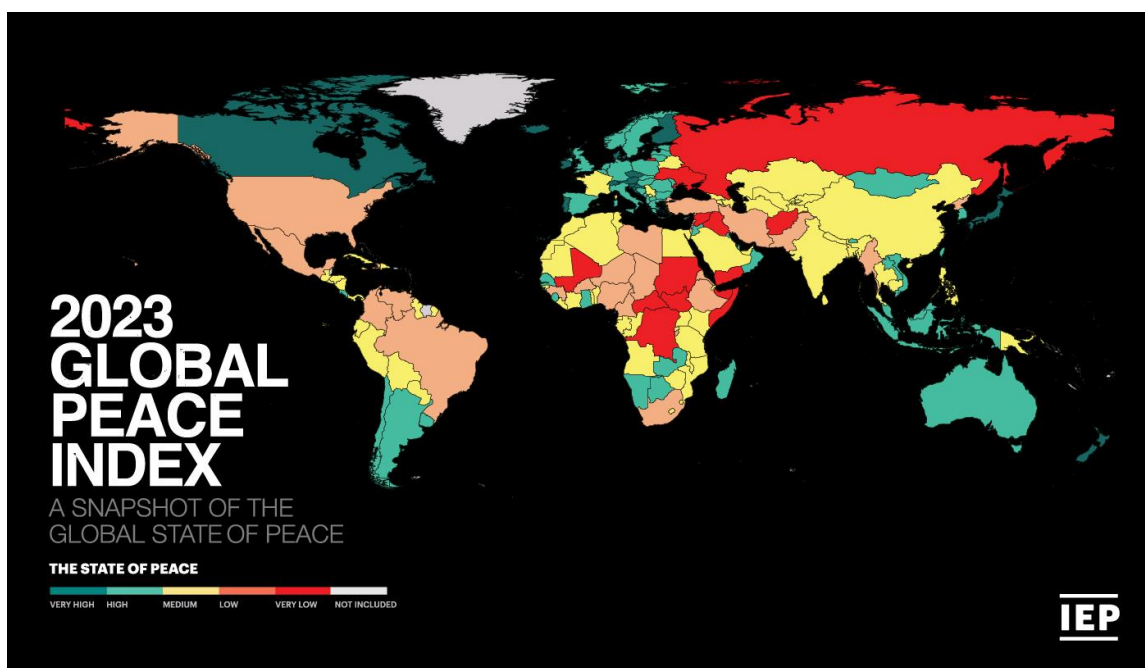 2023
GLOBAL
PEACE
INDEX
A SNAPSHOT OF THE
GLOBAL STATE OF PEACE
THE STATE OF PEACE
VERY HIGH HIGH MEDIUM LOW VERY LOW NOT INCLUDED
IEP